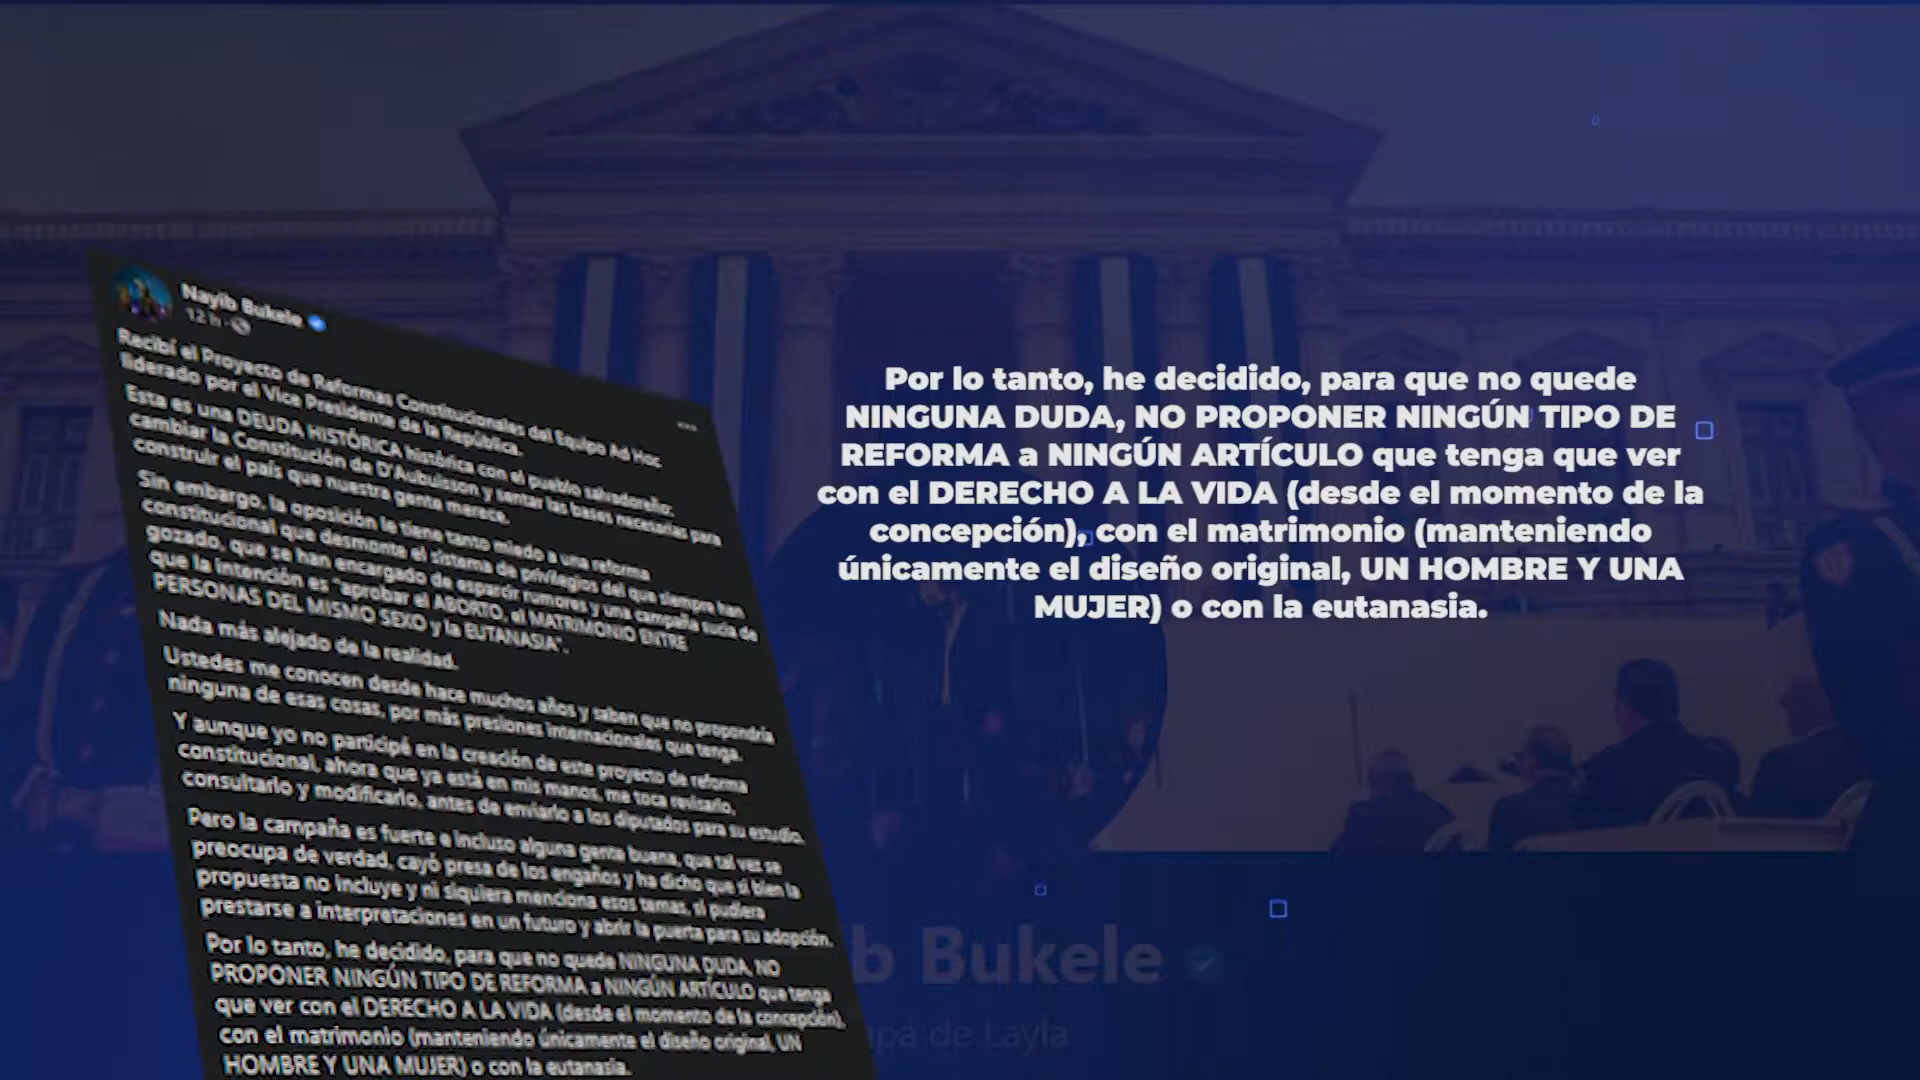 Nayib Bukele
12 h
Recibí el Proyecto de Reformas Constitucionales del Equipo Ad Hoc
liderado por el Vice Presidente de la República.
Esta es una DEUDA HISTÓRICA histórica con el pueblo salvadoreño:
cambiar la Constitución de D'Aubuisson y sentar las bases necesarias para
construir el país que nuestra gente merece.
Sin embargo, la oposición le tiene tanto miedo a una reforma
constitucional que desmonte el sistema de privilegios del que siempre han
gozado, que se han encargado de esparcir rumores y una campaña sucia de
que la intención es "aprobar el ABORTO, el MATRIMONIO ENTRE
PERSONAS DEL MISMO SEXO y la EUTANASIA".
Nada más alejado de la realidad.
Ustedes me conocen desde hace muchos años y saben que no propondría
ninguna de esas cosas, por más presiones internacionales que tenga.
Y aunque yo no participé en la creación de este proyecto de reforma
constitucional, ahora que ya está en mis manos, me toca revisarlo,
consultarlo y modificarlo, antes de enviarlo a los diputados para su estudio.
Pero la campaña es fuerte e incluso alguna gente buena, que tal vez se
preocupa de verdad, cayó presa de los engaños y ha dicho que si bien la
propuesta no incluye y ni siquiera menciona esos temas, sí pudiera
prestarse a interpretaciones en un futuro y abrir la puerta para su adopción.
Por lo tanto, he decidido, para que no quede NINGUNA DUDA, NO
PROPONER NINGÚN TIPO DE REFORMA a NINGÚN ARTÍCULO que tenga
que ver con el DERECHO A LA VIDA (desde el momento de la concepción),
con el matrimonio (manteniendo únicamente el diseño original, UN
HOMBRE Y UNA MUJER) o con la eutanasia.
Por lo tanto, he decidido, para que no quede
NINGUNA DUDA, NO PROPONER NINGÚN TIPO DE
REFORMA a NINGÚN ARTÍCULO que tenga que ver
con el DERECHO A LA VIDA (desde el momento de la
concepción), con el matrimonio (manteniendo
únicamente el diseño original, UN HOMBRE Y UNA
MUJER) o con la eutanasia.
b Bukele
pá de Layla